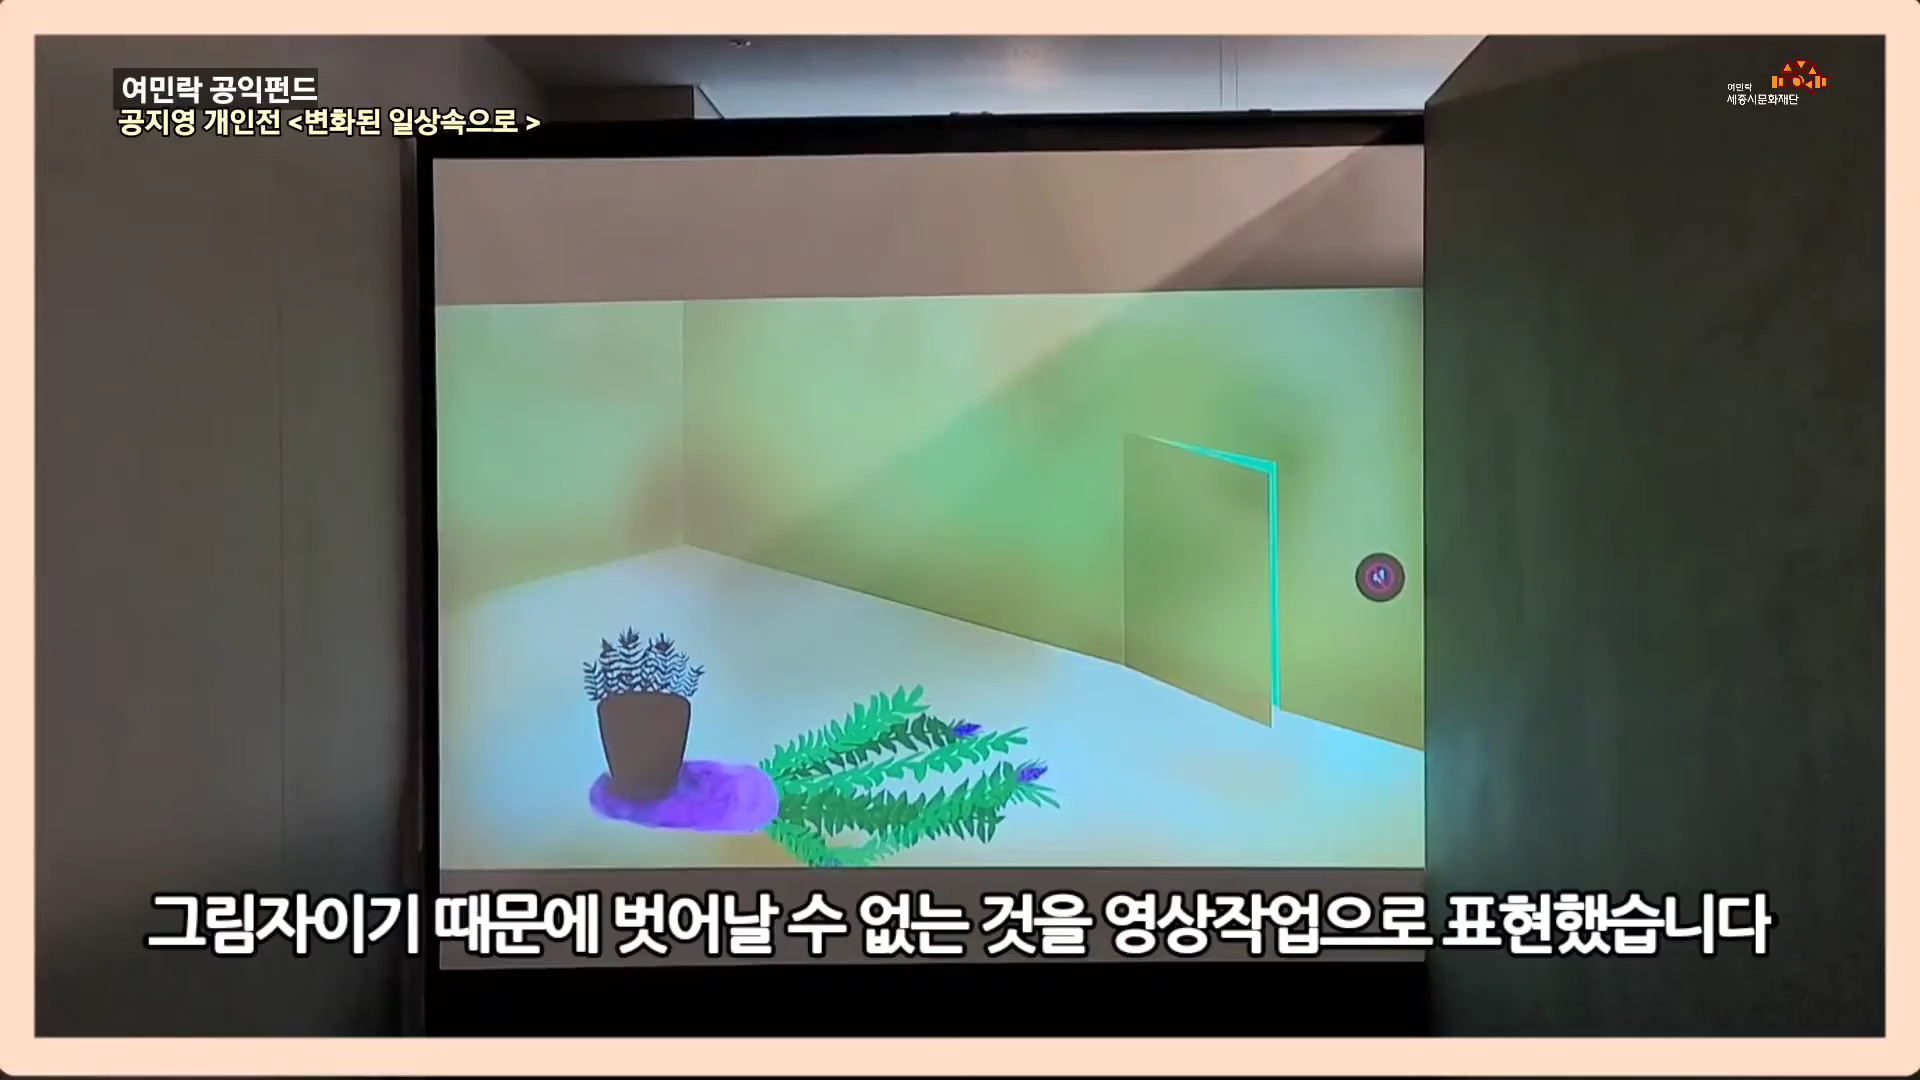 여민락 공익펀드
공지영 개인전 <변화된 일상속으로 >
여민락
세종시문화재단
그림자이기 때문에 벗어날 수 없는 것을 영상작업으로 표현했습니다